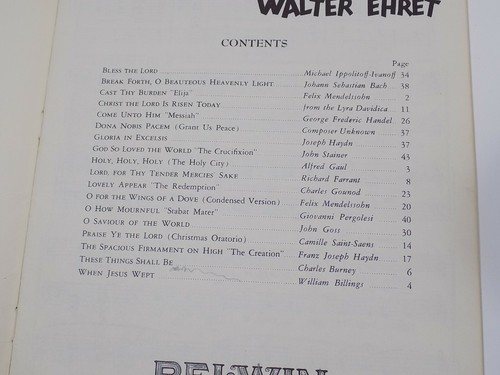 WALTER EHRET
CONTENTS
Page
BLESS THE LORD Michael Ippolitoff-Ivanoff 34
BREAK FORTH, O BEAUTEOUS HEAVENLY LIGHT Johann Sebastian Bach 38
CAST THY BURDEN "Elija" Felix Mendelssohn 2
CHRIST THE LORD IS RISEN TODAY from the Lyra Davidica 11
COME UNTO HIM "Messiah" George Frederic Handel 26
DONA NOBIS PACEM (Grant Us Peace) Composer Unknown 37
GLORIA IN EXCELSIS Joseph Haydn 37
GOD SO LOVED THE WORLD "The Crucifixion" John Stainer 43
HOLY, HOLY, HOLY (The Holy City) Alfred Gaul 3
LORD, FOR THY TENDER MERCIES' SAKE Richard Farrant 8
LOVELY APPEAR "The Redemption" Charles Gounod 23
O FOR THE WINGS OF A DOVE (Condensed Version) Felix Mendelssohn 20
O HOW MOURNFUL "Stabat Mater" Giovanni Pergolesi 40
O SAVIOUR OF THE WORLD John Goss 30
PRAISE YE THE LORD (Christmas Oratorio) Camille Saint-Saens 14
THE SPACIOUS FIRMAMENT ON HIGH "The Creation" Franz Joseph Haydn 17
THESE THINGS SHALL BE Charles Burney 6
WHEN JESUS WEPT William Billings 4
BELWIN